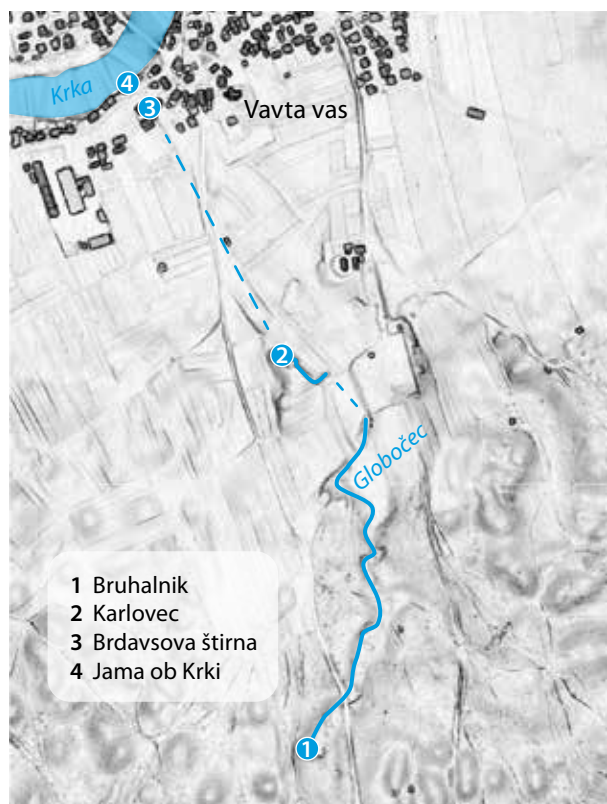 Krka
4
3
Vavta vas
2
Globočec
1 Bruhalnik
2 Karlovec
3 Brdavsova štirna
4 Jama ob Krki
1